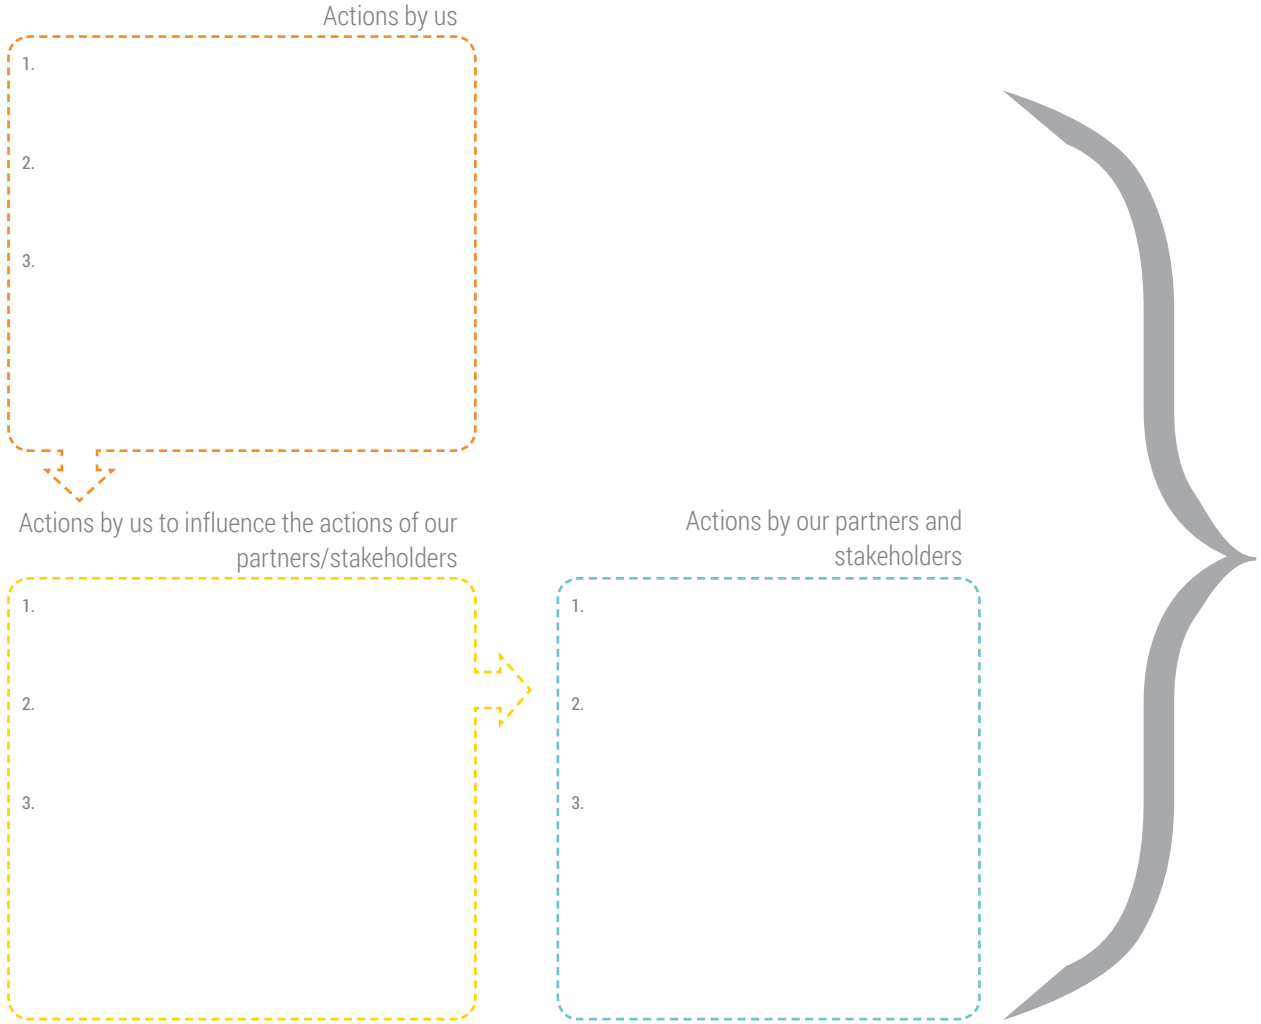 Actions by us
1.
2.
3.
Actions by us to influence the actions of our
partners/stakeholders
1.
2.
3.
Actions by our partners and
stakeholders
1.
2.
3.